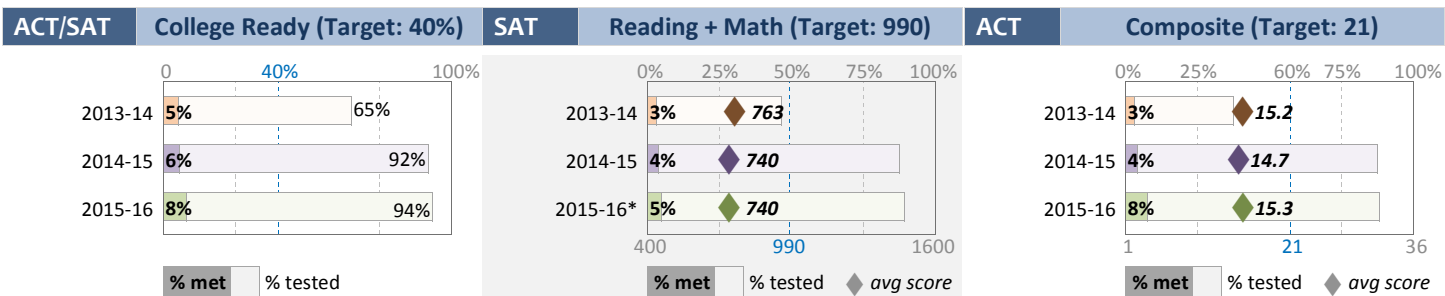 ACT/SAT College Ready (Target: 40%) SAT Reading + Math (Target: 990) ACT Composite (Target: 21)
0 40% 100% 0% 25% 50% 75% 100% 0% 25% 60% 75% 100%
2013-14 5% 65% 2013-14 3% 763 2013-14 3% 15.2
2014-15 6% 92% 2014-15 4% 740 2014-15 4% 14.7
2015-16 8% 94% 2015-16* 5% 740 2015-16 8% 15.3
400 990 1600 1 21 36
% met % tested % met % tested avg score % met % tested avg score